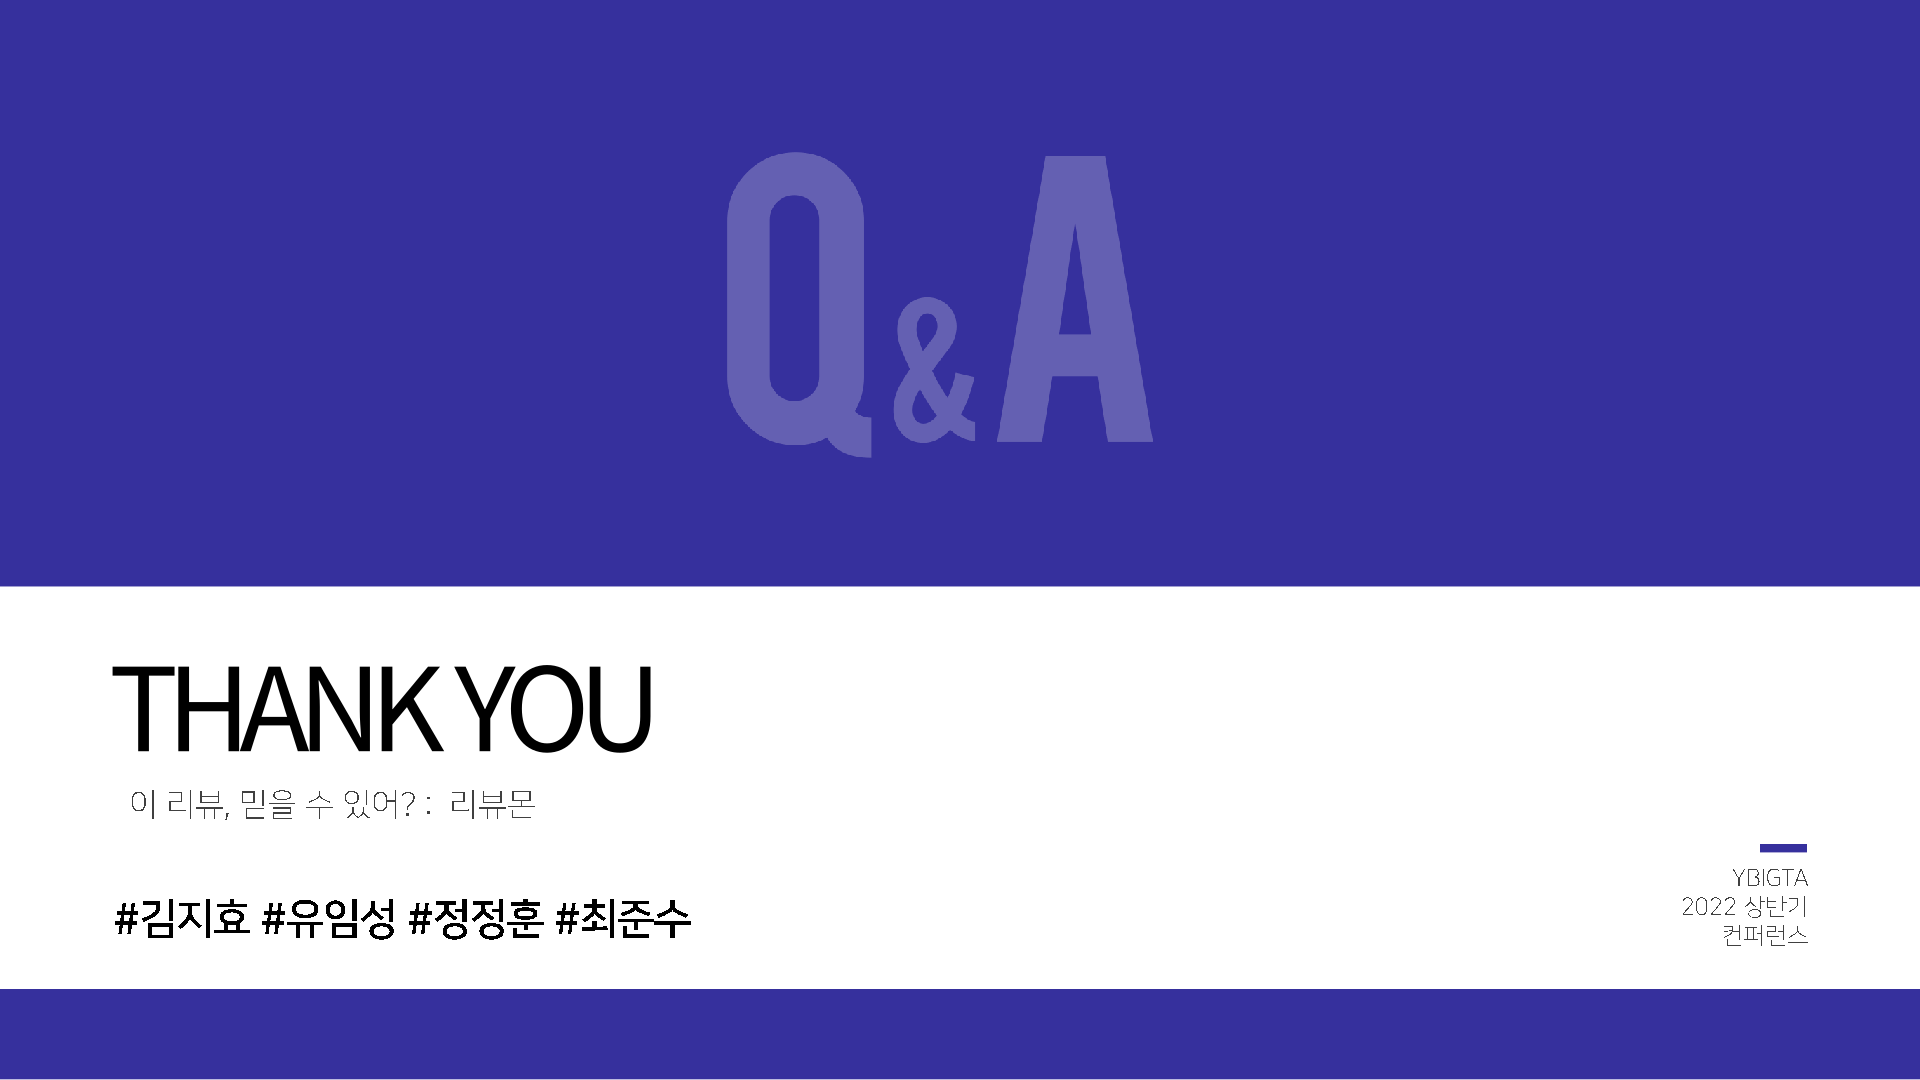 Q&A
THANK YOU
이 리뷰, 믿을 수 있어? : 리뷰몬
#김지효 #유임성 #정정훈 #최준수
YBIGTA
2022 상반기
컨퍼런스